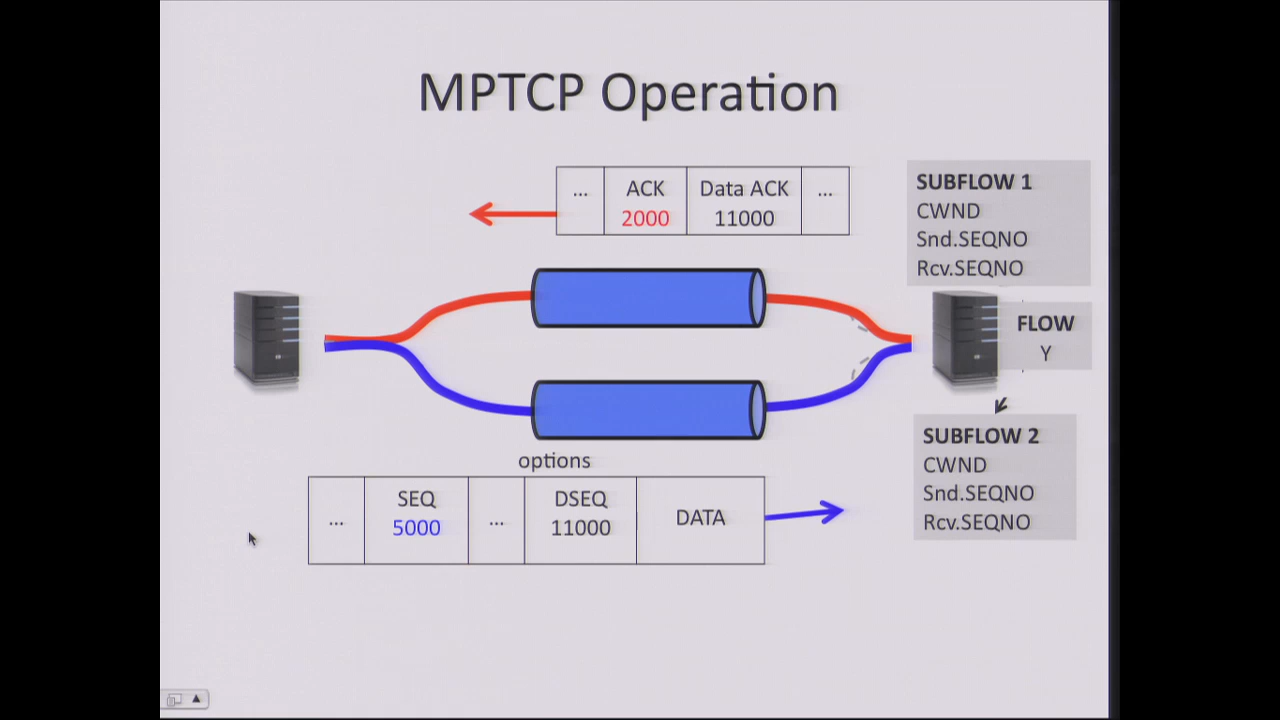 MPTCP Operation
... ACK Data ACK ...
2000 11000
SUBFLOW 1
CWND
Snd.SEQNO
Rcv.SEQNO
FLOW
Y
SUBFLOW 2
CWND
Snd.SEQNO
Rcv.SEQNO
options
... SEQ ... DSEQ DATA
5000 11000